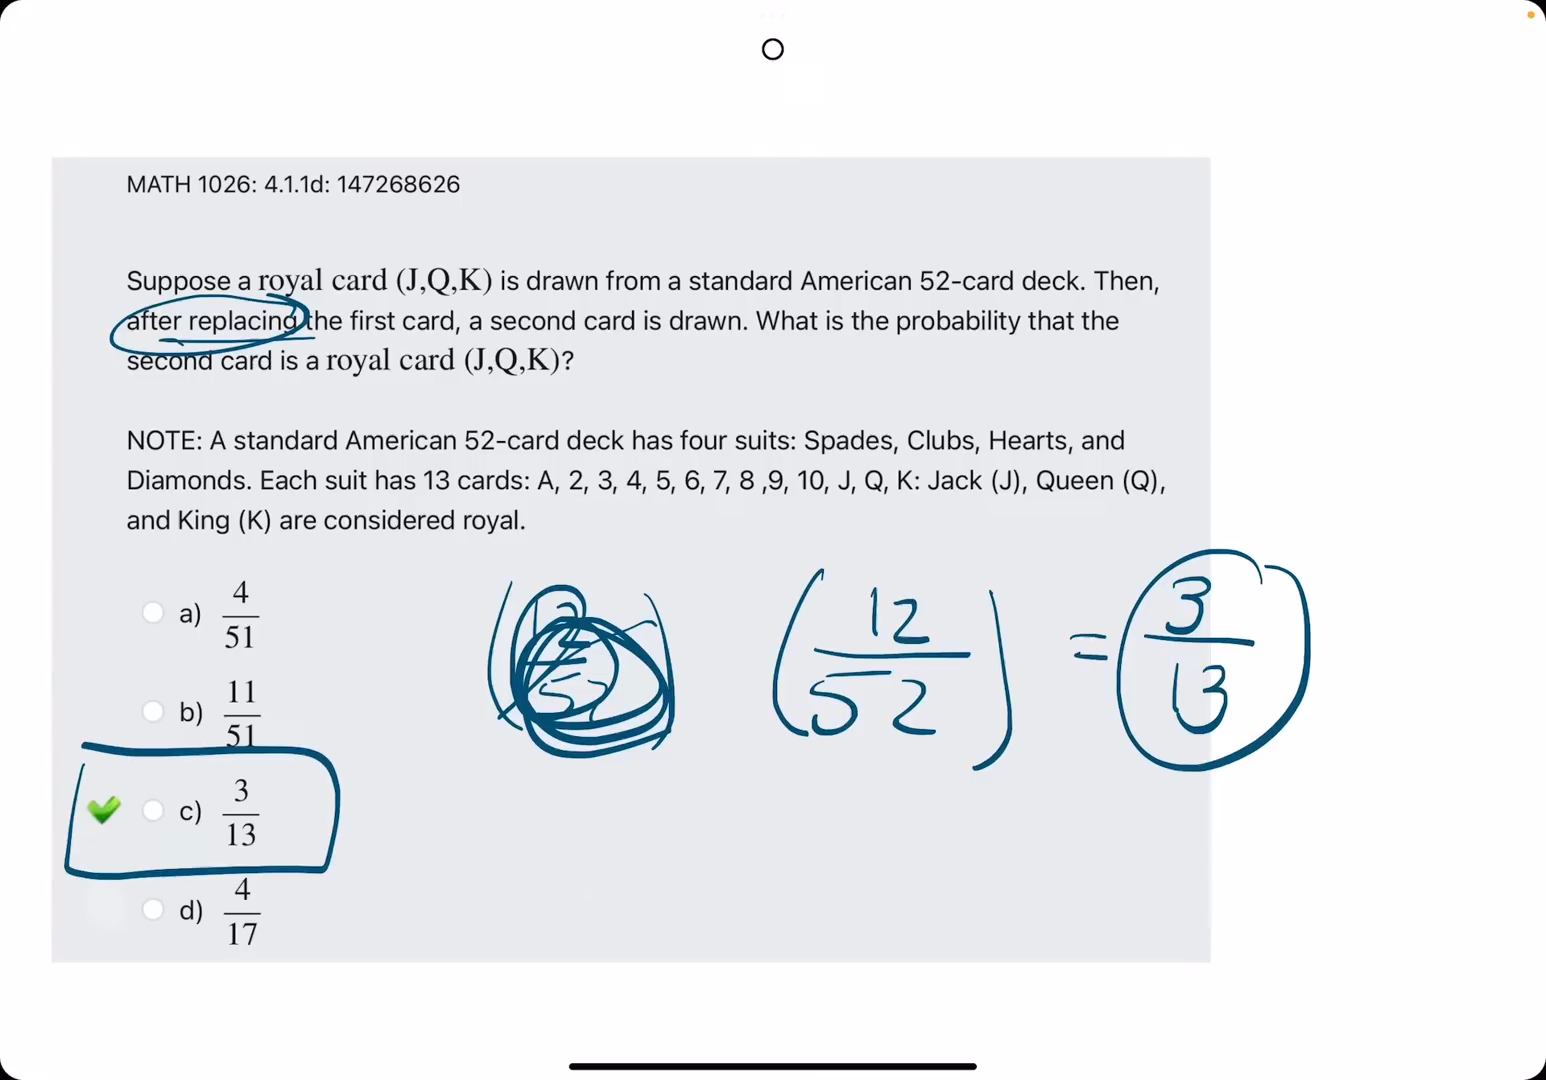 MATH 1026: 4.1.1d: 147268626
Suppose a royal card (J,Q,K) is drawn from a standard American 52-card deck. Then,
after replacing the first card, a second card is drawn. What is the probability that the
second card is a royal card (J,Q,K)?
NOTE: A standard American 52-card deck has four suits: Spades, Clubs, Hearts, and
Diamonds. Each suit has 13 cards: A, 2, 3, 4, 5, 6, 7, 8 ,9, 10, J, Q, K: Jack (J), Queen (Q),
and King (K) are considered royal.
a) 4/51
b) 11/51
(12/52) = 3/13
c) 3/13
d) 4/17